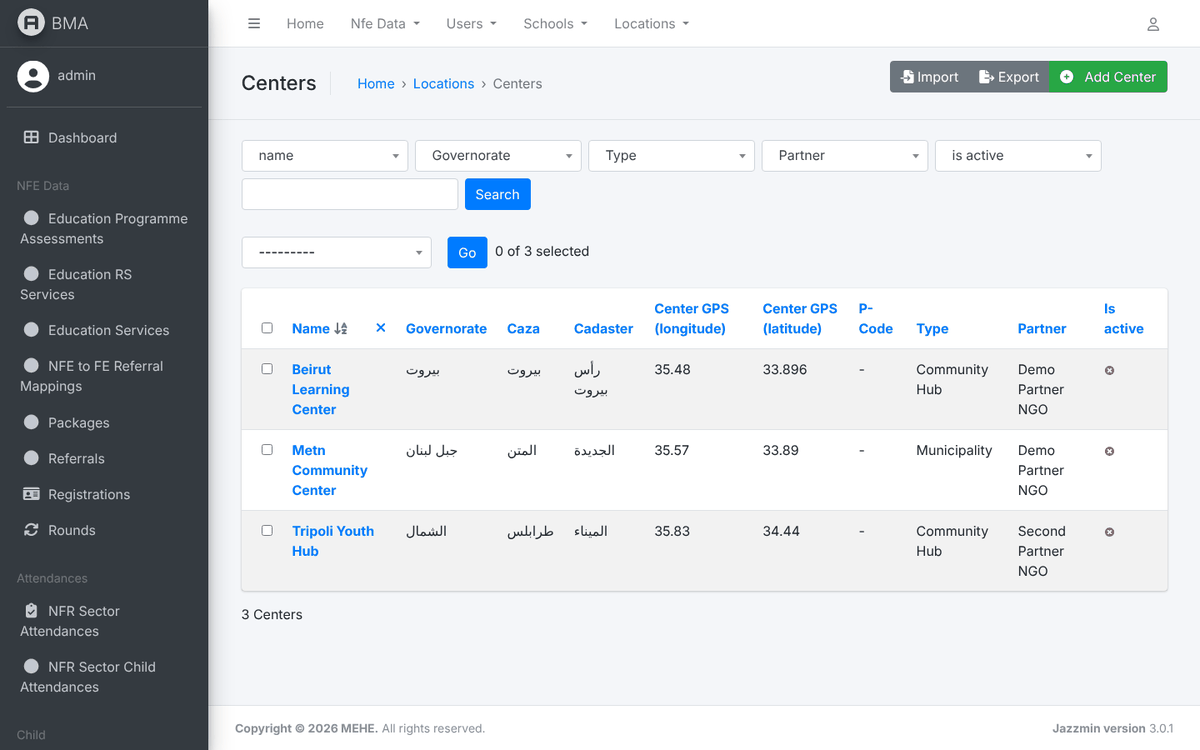 BMA
Home
Nfe Data
Users
Schools
Locations
admin
Dashboard
NFE Data
Education Programme
Assessments
Education RS
Services
Education Services
NFE to FE Referral
Mappings
Packages
Referrals
Registrations
Rounds
Attendances
NFR Sector
Attendances
NFR Sector Child
Attendances
Child
Centers
Home › Locations › Centers
Import
Export
Add Center
name
Governorate
Type
Partner
is active
Search
---------
Go
0 of 3 selected
Name
Governorate
Caza
Cadaster
Center GPS
(longitude)
Center GPS
(latitude)
P-
Code
Type
Partner
Is
active
Beirut
Learning
Center
بيروت
بيروت
رأس
بيروت
35.48
33.896
-
Community
Hub
Demo
Partner
NGO
Metn
Community
Center
جبل لبنان
المتن
الجديدة
35.57
33.89
-
Municipality
Demo
Partner
NGO
Tripoli Youth
Hub
الشمال
طرابلس
الميناء
35.83
34.44
-
Community
Hub
Second
Partner
NGO
3 Centers
Copyright © 2026 MEHE. All rights reserved.
Jazzmin version 3.0.1